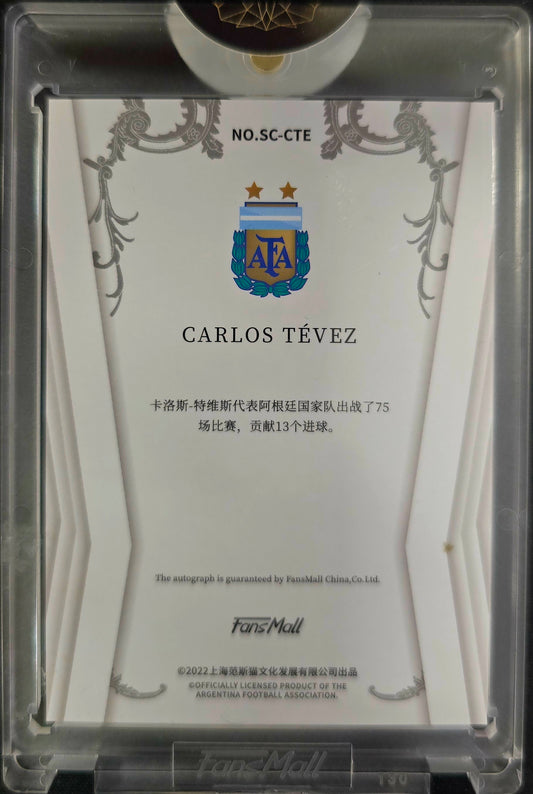 NO.SC-CTE
AFA
CARLOS TÉVEZ
卡洛斯-特维斯代表阿根廷国家队出战了75
场比赛，贡献13个进球。
The autograph is guaranteed by FansMall China,Co.Ltd.
FansMall
©2022上海范斯猫文化发展有限公司出品
©OFFICIALLY LICENSED PRODUCT OF THE
ARGENTINA FOOTBALL ASSOCIATION.
FansMall
130